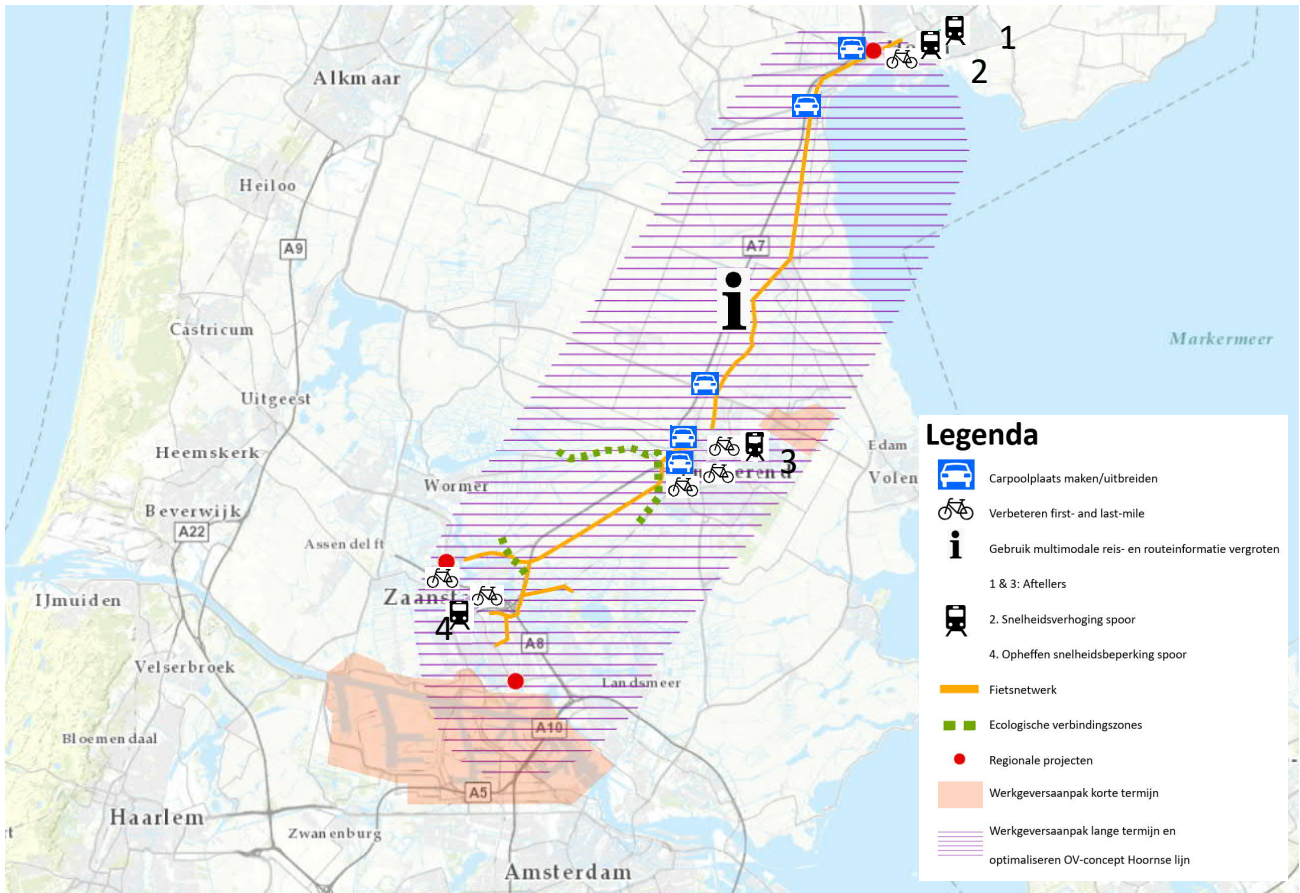 1
2
Alkmaar
Heiloo
A9
A7
Castricum
Markermeer
Uitgeest
Heemskerk
Edam
3
Wormer
Volen
Beverwijk
A22
Assendelft
IJmuiden
Zaanst
4
A8
Velserbroek
Landsmeer
A10
Bloemendaal
A5
Haarlem
Zwanenburg
Amsterdam
Legenda
Carpoolplaats maken/uitbreiden
Verbeteren first- and last-mile
Gebruik multimodale reis- en routeinformatie vergroten
1 & 3: Aftellers
2. Snelheidsverhoging spoor
4. Opheffen snelheidsbeperking spoor
Fietsnetwerk
Ecologische verbindingszones
Regionale projecten
Werkgeversaanpak korte termijn
Werkgeversaanpak lange termijn en
optimaliseren OV-concept Hoornse lijn